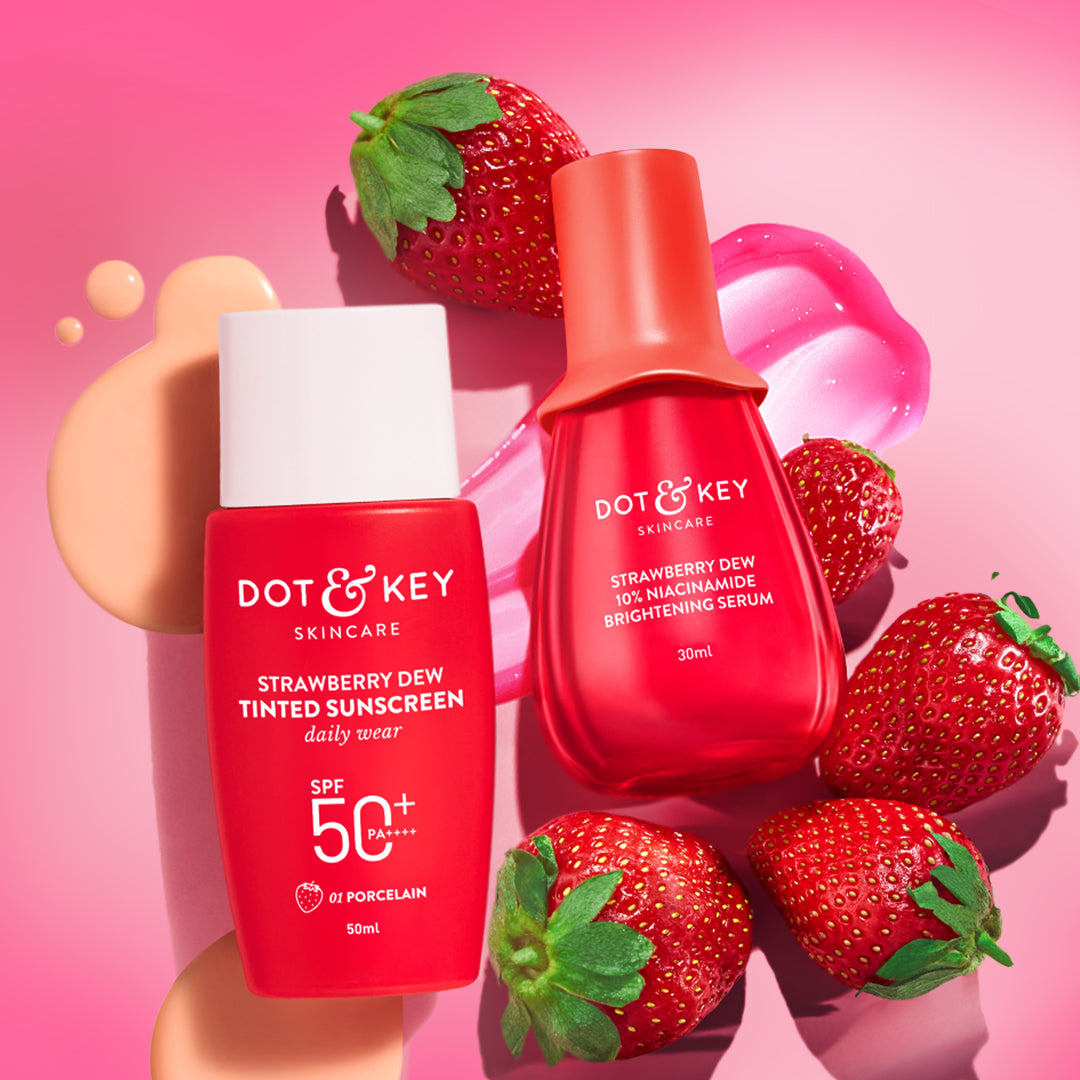 DOT & KEY
SKINCARE
STRAWBERRY DEW
TINTED SUNSCREEN
daily wear
SPF
50+
PA++++
01 PORCELAIN
50ml
DOT & KEY
SKINCARE
STRAWBERRY DEW
10% NIACINAMIDE
BRIGHTENING SERUM
30ml